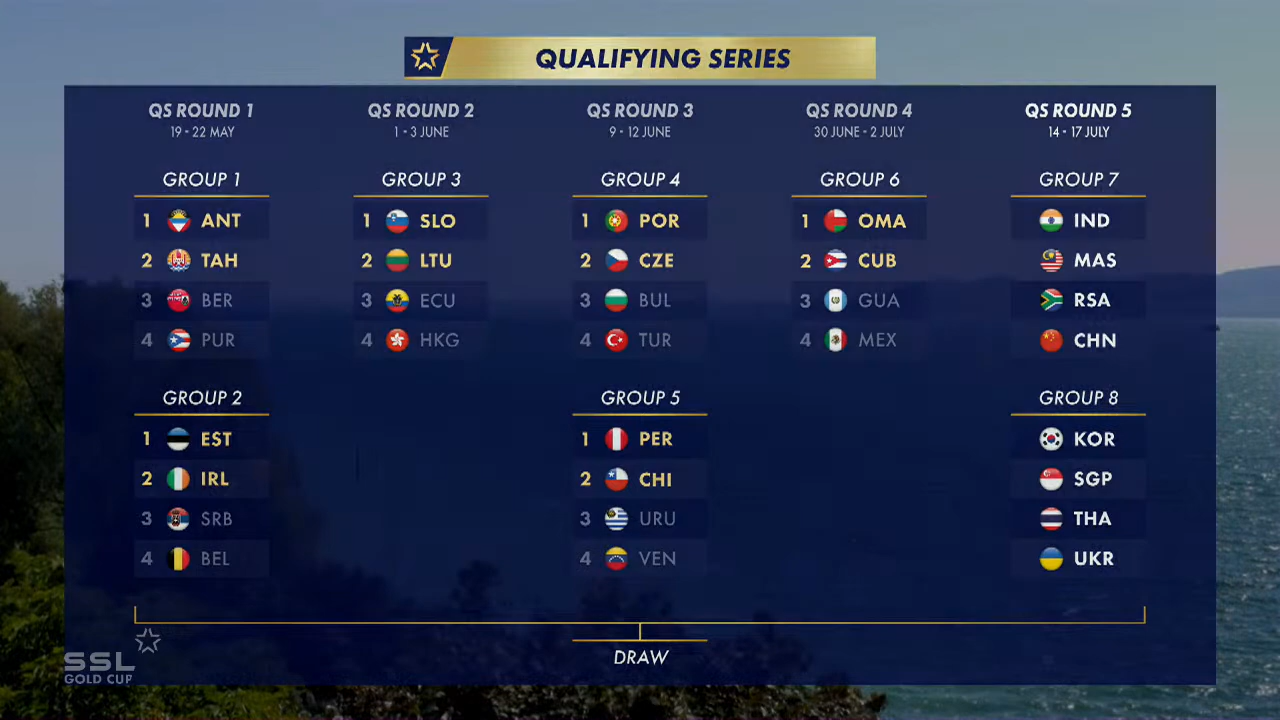 QUALIFYING SERIES
QS ROUND 1
19 - 22 MAY
GROUP 1
1 ANT
2 TAH
3 BER
4 PUR
GROUP 2
1 EST
2 IRL
3 SRB
4 BEL
QS ROUND 2
1 - 3 JUNE
GROUP 3
1 SLO
2 LTU
3 ECU
4 HKG
QS ROUND 3
9 - 12 JUNE
GROUP 4
1 POR
2 CZE
3 BUL
4 TUR
GROUP 5
1 PER
2 CHI
3 URU
4 VEN
QS ROUND 4
30 JUNE - 2 JULY
GROUP 6
1 OMA
2 CUB
3 GUA
4 MEX
QS ROUND 5
14 - 17 JULY
GROUP 7
IND
MAS
RSA
CHN
GROUP 8
KOR
SGP
THA
UKR
DRAW
SSL
GOLD CUP